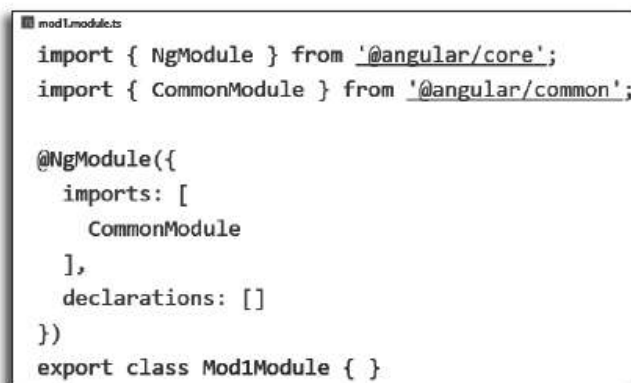 mod1.module.ts
import { NgModule } from '@angular/core';
import { CommonModule } from '@angular/common';
@NgModule({
imports: [
CommonModule
],
declarations: []
})
export class Mod1Module { }